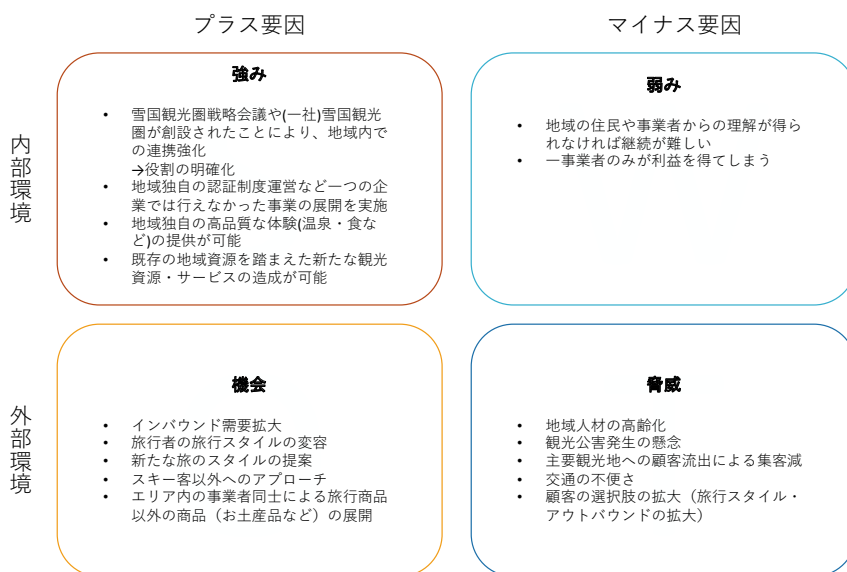 プラス要因
マイナス要因
内部環境
強み
• 雪国観光圏戦略会議や(一社)雪国観光
圏が創設されたことにより、地域内で
の連携強化
→役割の明確化
• 地域独自の認証制度運営など一つの企
業では行えなかった事業の展開を実施
• 地域独自の高品質な体験(温泉・食な
ど)の提供が可能
• 既存の地域資源を踏まえた新たな観光
資源・サービスの造成が可能
弱み
• 地域の住民や事業者からの理解が得ら
れなければ継続が難しい
• 一事業者のみが利益を得てしまう
外部環境
機会
• インバウンド需要拡大
• 旅行者の旅行スタイルの変容
• 新たな旅のスタイルの提案
• スキー客以外へのアプローチ
• エリア内の事業者同士による旅行商品
以外の商品（お土産品など）の展開
脅威
• 地域人材の高齢化
• 観光公害発生の懸念
• 主要観光地への顧客流出による集客減
• 交通の不便さ
• 顧客の選択肢の拡大（旅行スタイル・
アウトバウンドの拡大）